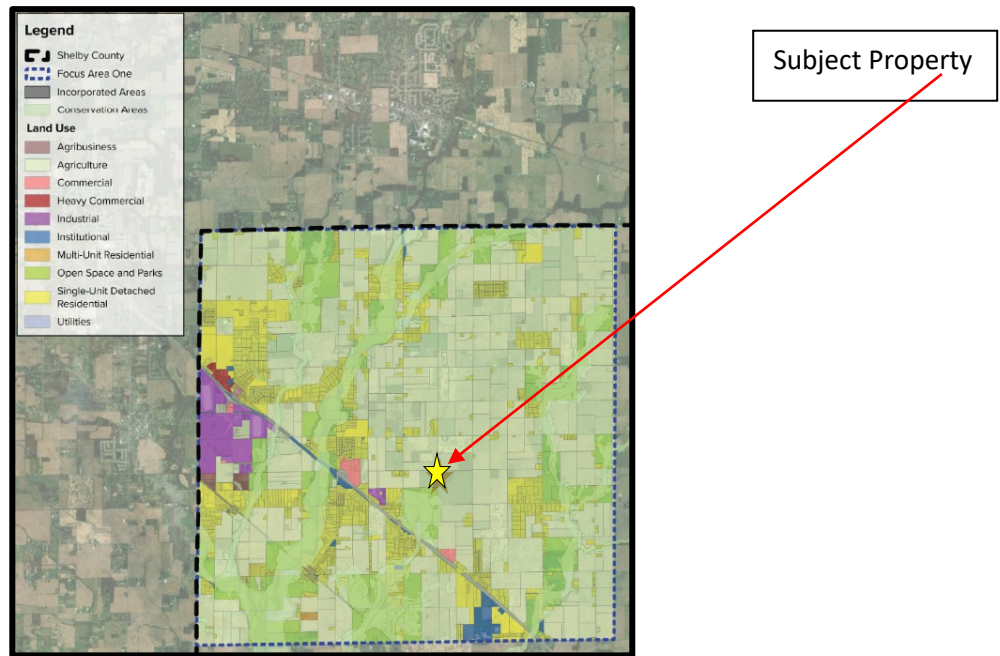 Legend
Shelby County
Focus Area One
Incorporated Areas
Conservation Areas
Land Use
Agribusiness
Agriculture
Commercial
Heavy Commercial
Industrial
Institutional
Multi-Unit Residential
Open Space and Parks
Single-Unit Detached
Residential
Utilities
Subject Property